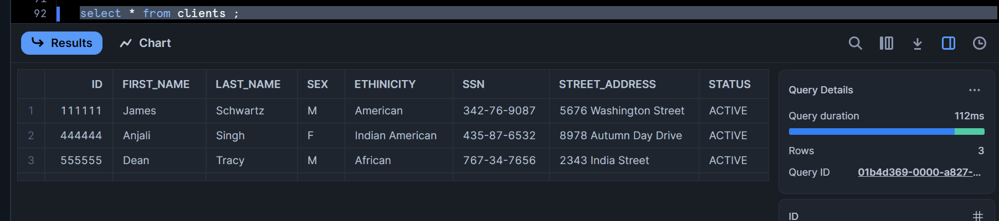 91
92 select * from clients ;
Results Chart
ID FIRST_NAME LAST_NAME SEX ETHINICITY SSN STREET_ADDRESS STATUS
1 111111 James Schwartz M American 342-76-9087 5676 Washington Street ACTIVE
2 444444 Anjali Singh F Indian American 435-87-6532 8978 Autumn Day Drive ACTIVE
3 555555 Dean Tracy M African 767-34-7656 2343 India Street ACTIVE
Query Details ...
Query duration 112ms
Rows 3
Query ID 01b4d369-0000-a827-...
ID #